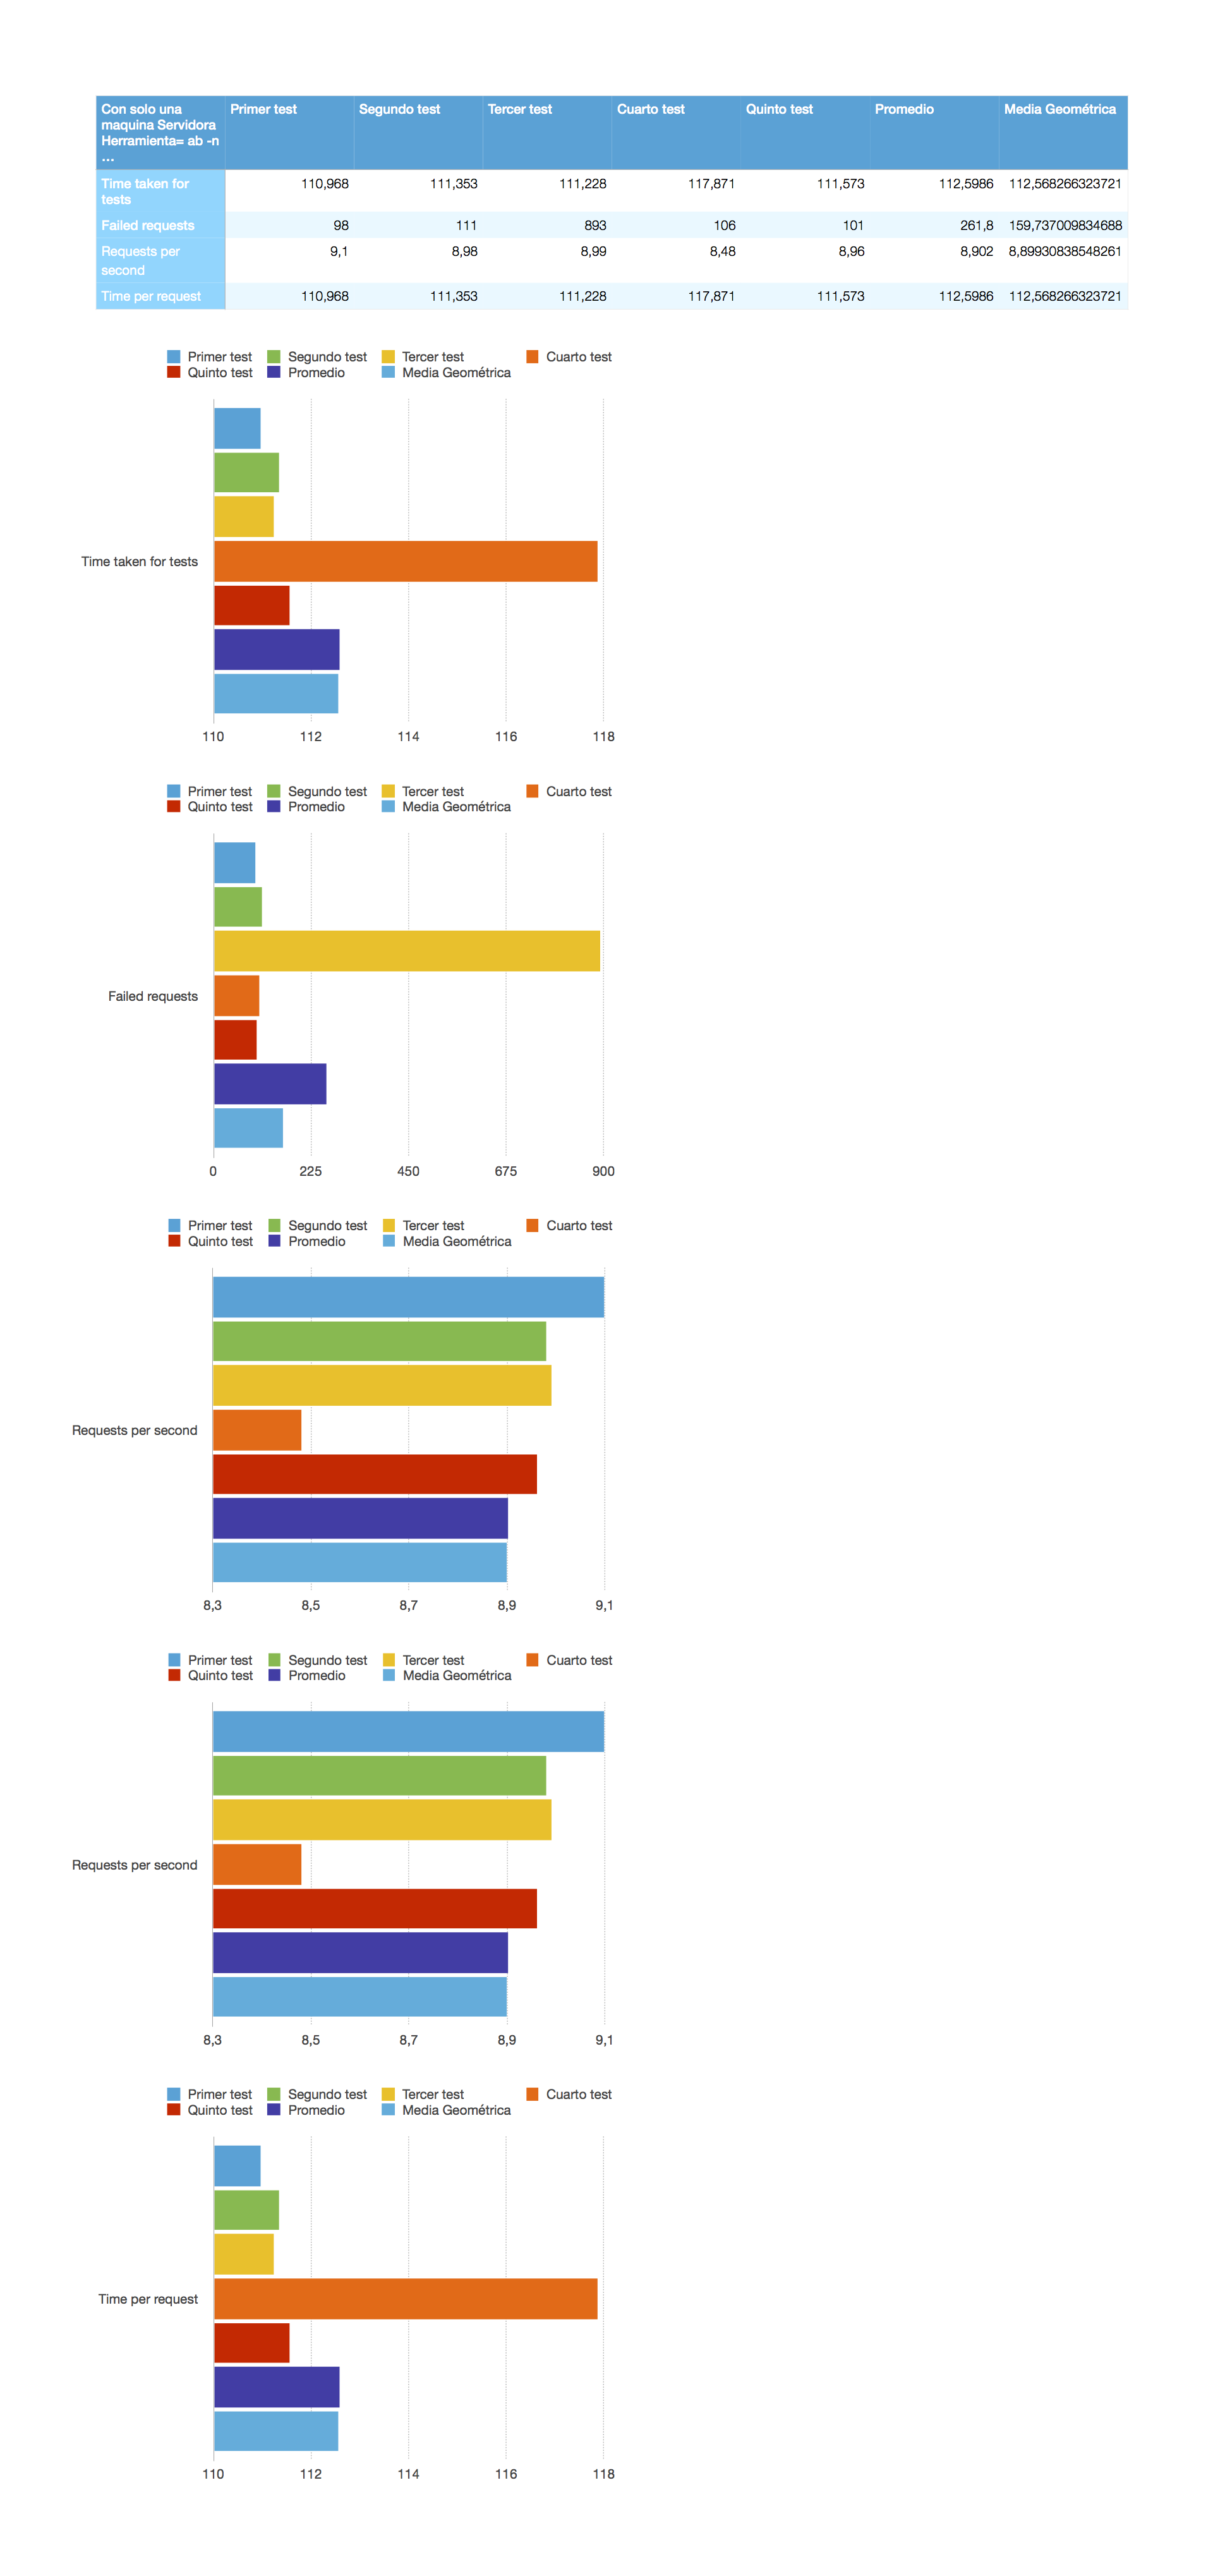 Con solo una
maquina Servidora
Herramienta= ab -n
...
Primer test Segundo test Tercer test Cuarto test Quinto test Promedio Media Geométrica
Time taken for
tests
110,968 111,353 111,228 117,871 111,573 112,5986 112,568266323721
Failed requests 98 111 893 106 101 261,8 159,737009834688
Requests per
second
9,1 8,98 8,99 8,48 8,96 8,902 8,89930838548261
Time per request 110,968 111,353 111,228 117,871 111,573 112,5986 112,568266323721
Primer test Segundo test Tercer test Cuarto test
Quinto test Promedio Media Geométrica
Time taken for tests
110 112 114 116 118
Primer test Segundo test Tercer test Cuarto test
Quinto test Promedio Media Geométrica
Failed requests
0 225 450 675 900
Primer test Segundo test Tercer test Cuarto test
Quinto test Promedio Media Geométrica
Requests per second
8,3 8,5 8,7 8,9 9,1
Primer test Segundo test Tercer test Cuarto test
Quinto test Promedio Media Geométrica
Requests per second
8,3 8,5 8,7 8,9 9,1
Primer test Segundo test Tercer test Cuarto test
Quinto test Promedio Media Geométrica
Time per request
110 112 114 116 118